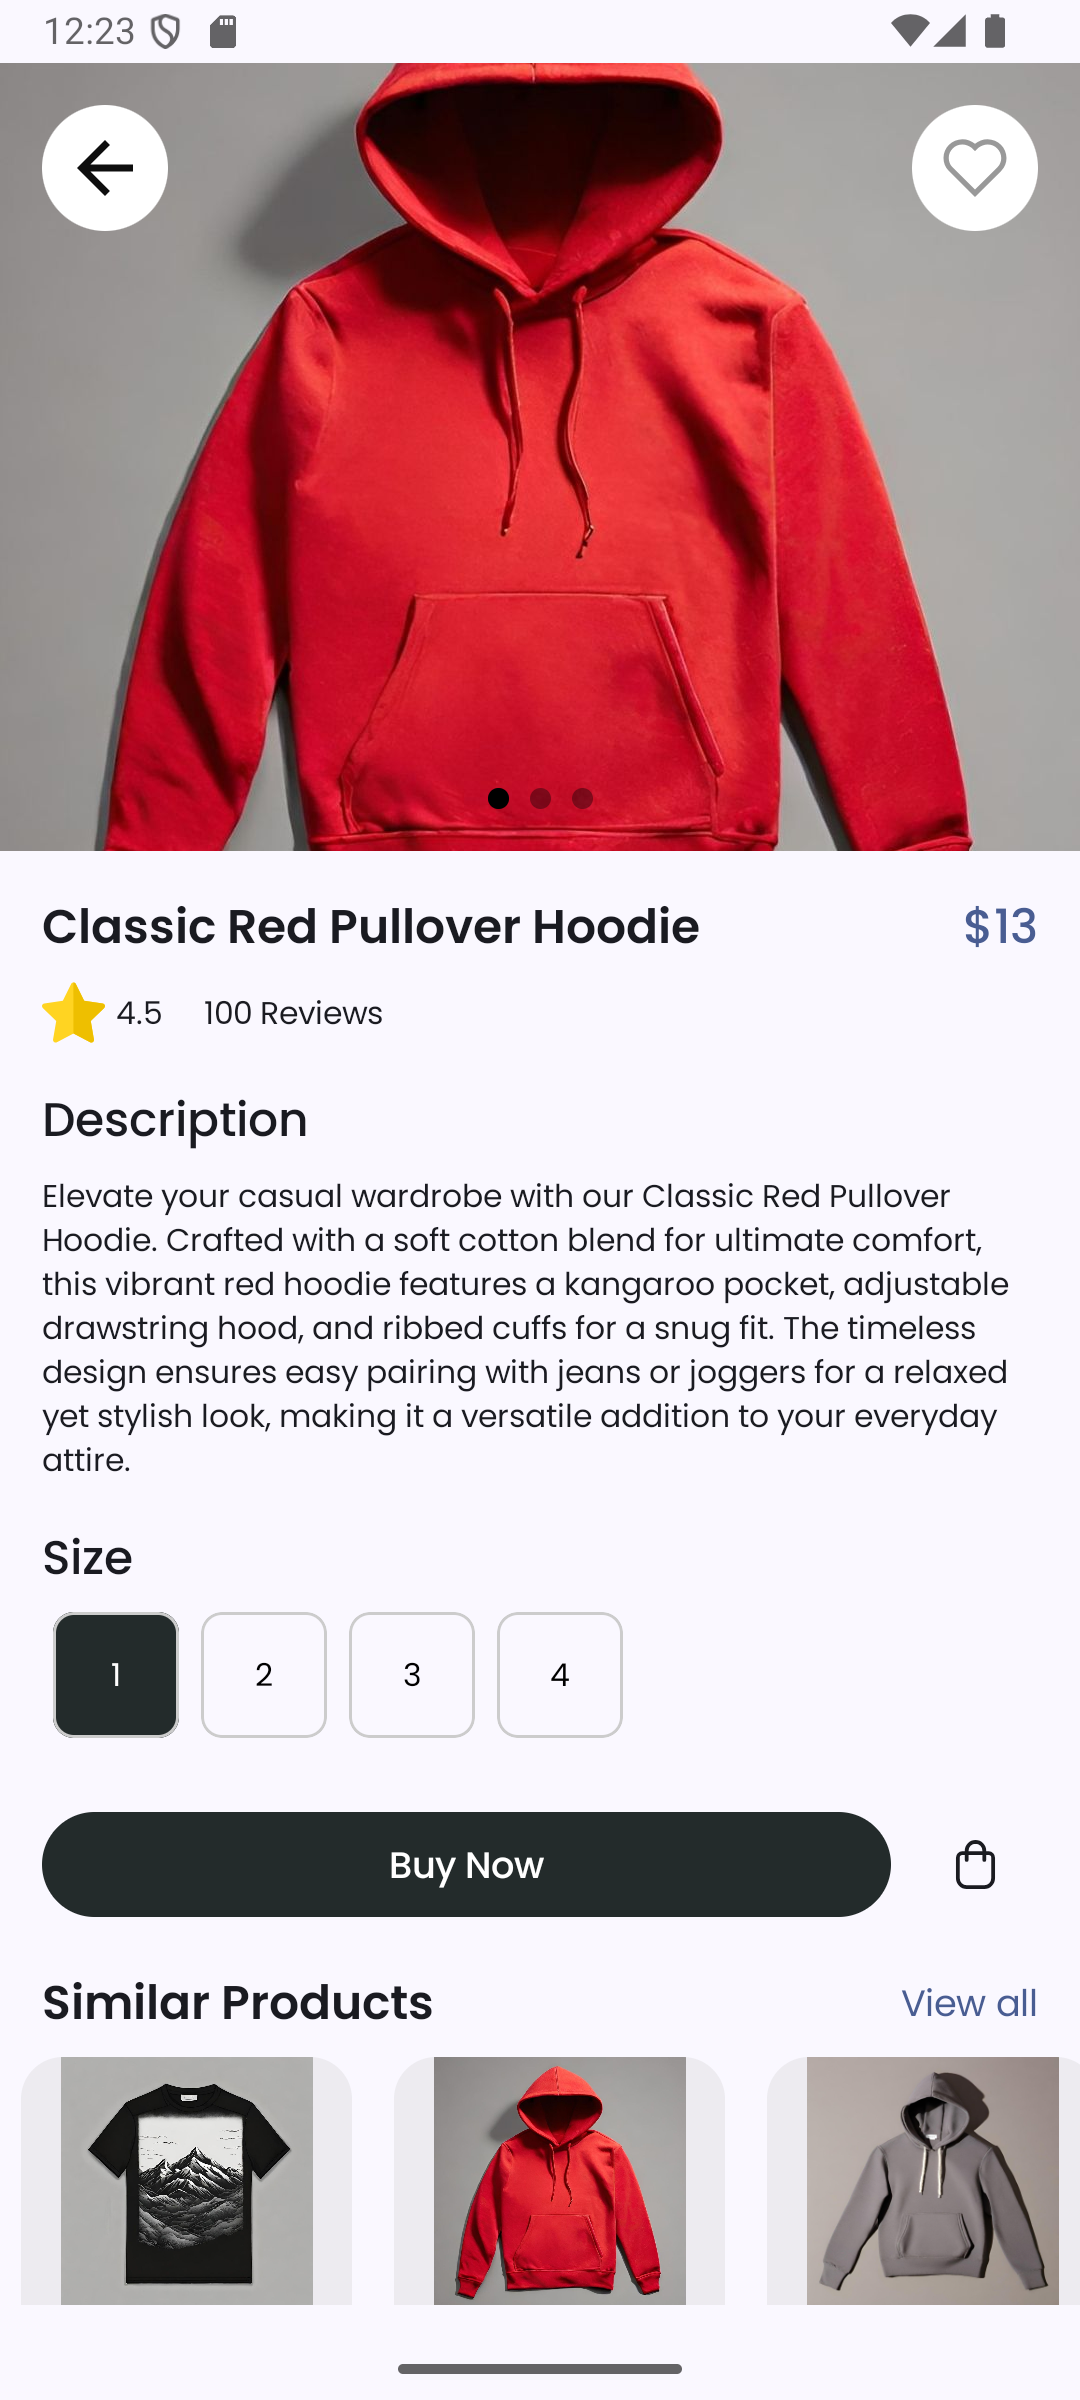 12:23
Classic Red Pullover Hoodie
$13
4.5 100 Reviews
Description
Elevate your casual wardrobe with our Classic Red Pullover
Hoodie. Crafted with a soft cotton blend for ultimate comfort,
this vibrant red hoodie features a kangaroo pocket, adjustable
drawstring hood, and ribbed cuffs for a snug fit. The timeless
design ensures easy pairing with jeans or joggers for a relaxed
yet stylish look, making it a versatile addition to your everyday
attire.
Size
1 2 3 4
Buy Now
Similar Products
View all